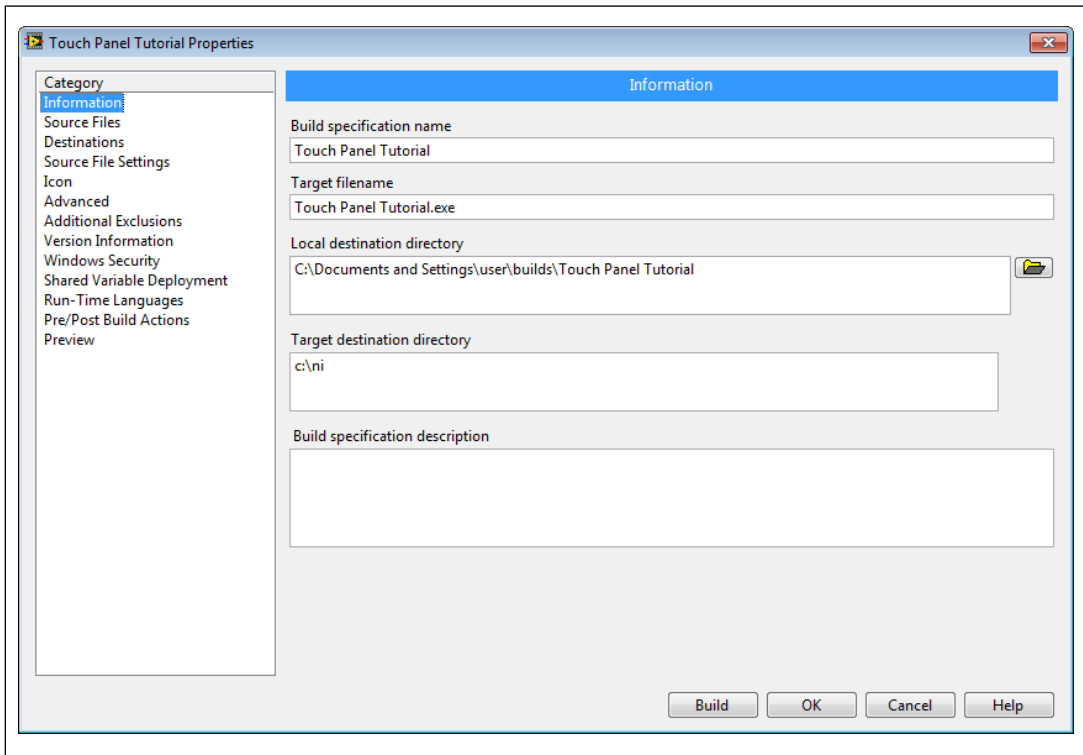 Touch Panel Tutorial Properties
Category
Information
Source Files
Destinations
Source File Settings
Icon
Advanced
Additional Exclusions
Version Information
Windows Security
Shared Variable Deployment
Run-Time Languages
Pre/Post Build Actions
Preview
Information
Build specification name
Touch Panel Tutorial
Target filename
Touch Panel Tutorial.exe
Local destination directory
C:\Documents and Settings\user\builds\Touch Panel Tutorial
Target destination directory
c:\ni
Build specification description
Build
OK
Cancel
Help